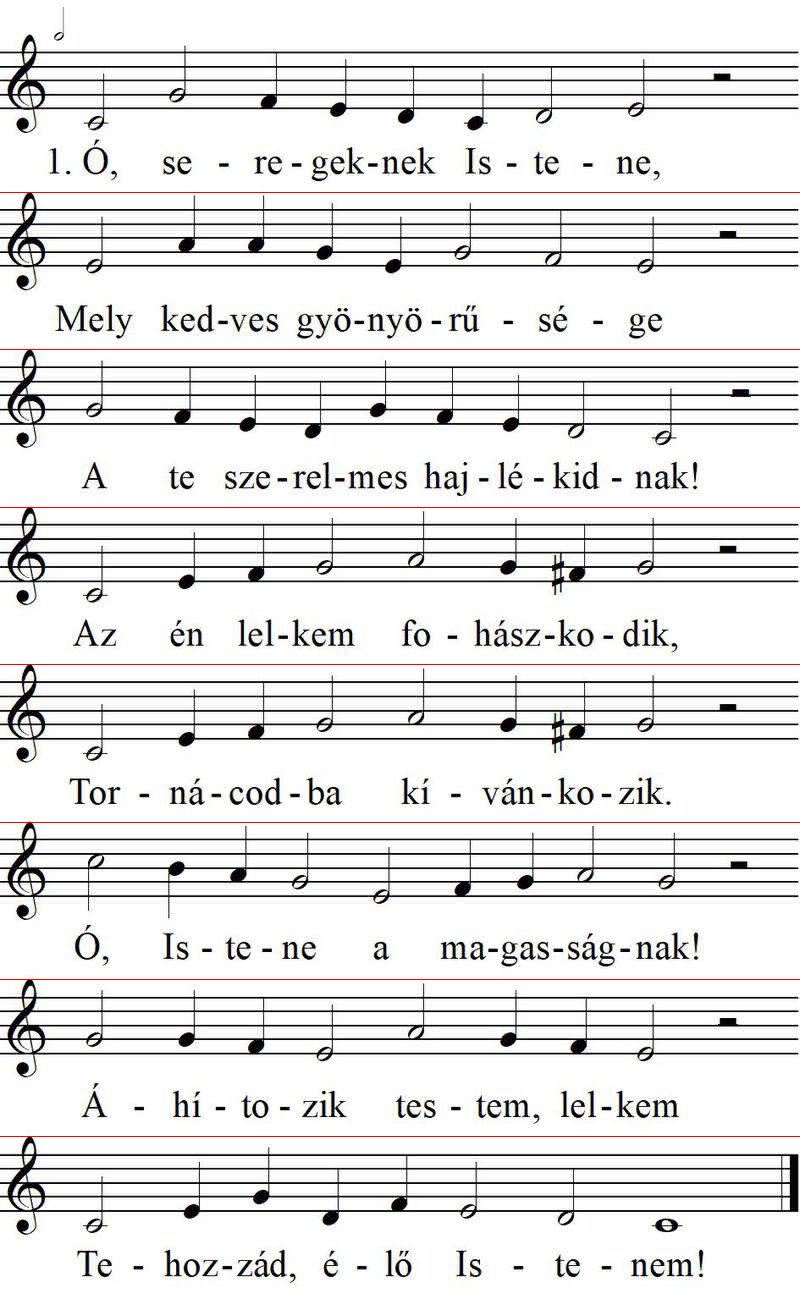 1. Ó, se - re - gek - nek Is - te - ne,
Mely ked - ves gyö - nyö - rű - sé - ge
A te sze - rel - mes haj - lé - kid - nak!
Az én lel - kem fo - hász - ko - dik,
Tor - ná - cod - ba kí - ván - ko - zik.
Ó, Is - te - ne a ma - gas - ság - nak!
Á - hí - to - zik tes - tem, lel - kem
Te - hoz - zád, é - lő Is - te - nem!